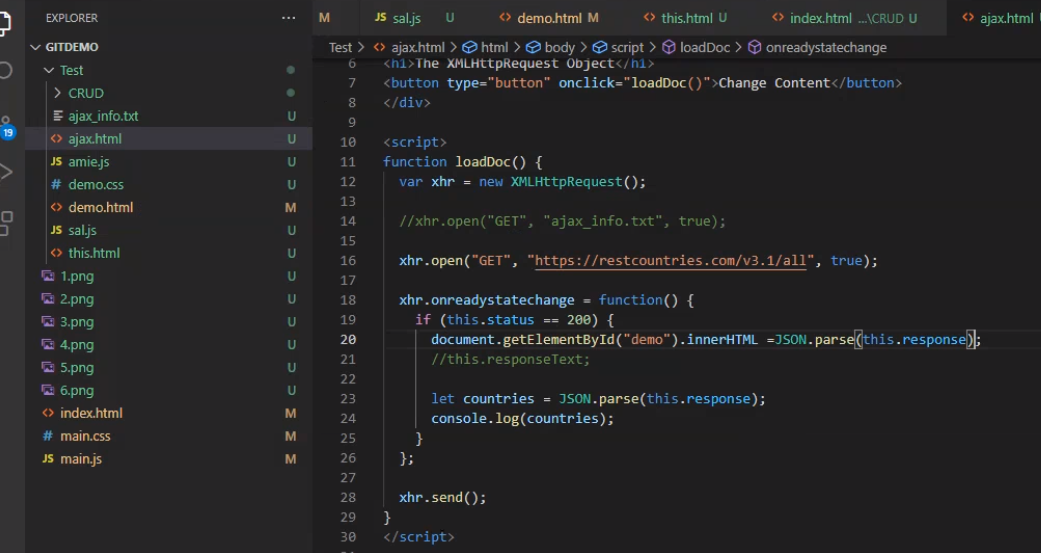 EXPLORER ...
GITDEMO
Test
CRUD
ajax_info.txt U
ajax.html U
amie.js U
demo.css U
demo.html M
sal.js U
this.html U
1.png U
2.png U
3.png U
4.png U
5.png U
6.png U
index.html M
main.css M
main.js M
19
M
JS sal.js U
demo.html M
this.html U
index.html ...\CRUD U
ajax.html U
Test > ajax.html > html > body > script > loadDoc > onreadystatechange
6 <h1>The XMLHttpRequest Object</h1>
7 <button type="button" onclick="loadDoc()">Change Content</button>
8 </div>
9
10 <script>
11 function loadDoc() {
12 var xhr = new XMLHttpRequest();
13
14 //xhr.open("GET", "ajax_info.txt", true);
15
16 xhr.open("GET", "https://restcountries.com/v3.1/all", true);
17
18 xhr.onreadystatechange = function() {
19 if (this.status == 200) {
20 document.getElementById("demo").innerHTML =JSON.parse(this.response);
21 //this.responseText;
22
23 let countries = JSON.parse(this.response);
24 console.log(countries);
25 }
26 };
27
28 xhr.send();
29 }
30 </script>